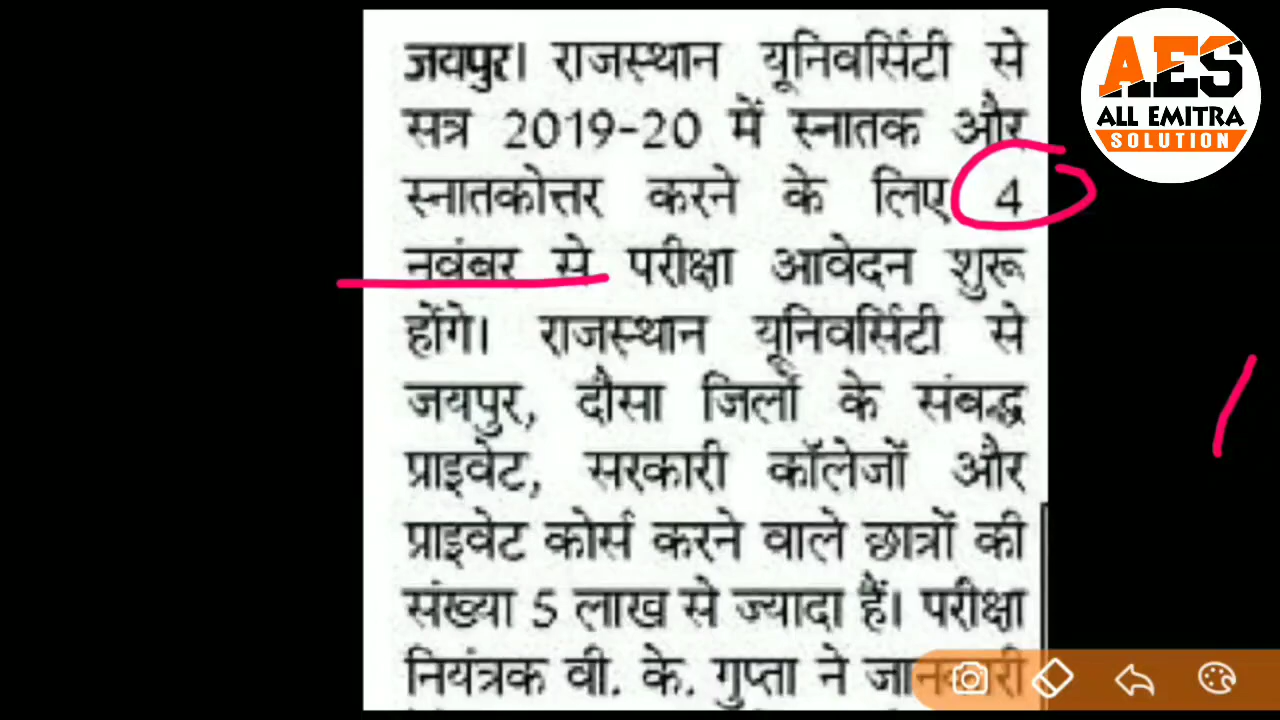 जयपुर। राजस्थान यूनिवर्सिटी से
सत्र 2019-20 में स्नातक और
स्नातकोत्तर करने के लिए 4
नवंबर से परीक्षा आवेदन शुरू
होंगे। राजस्थान यूनिवर्सिटी से
जयपुर, दौसा जिलों के संबद्ध
प्राइवेट, सरकारी कॉलेजों और
प्राइवेट कोर्स करने वाले छात्रों की
संख्या 5 लाख से ज्यादा हैं। परीक्षा
नियंत्रक वी. के. गुप्ता ने जानकारी
AES
ALL EMITRA
SOLUTION